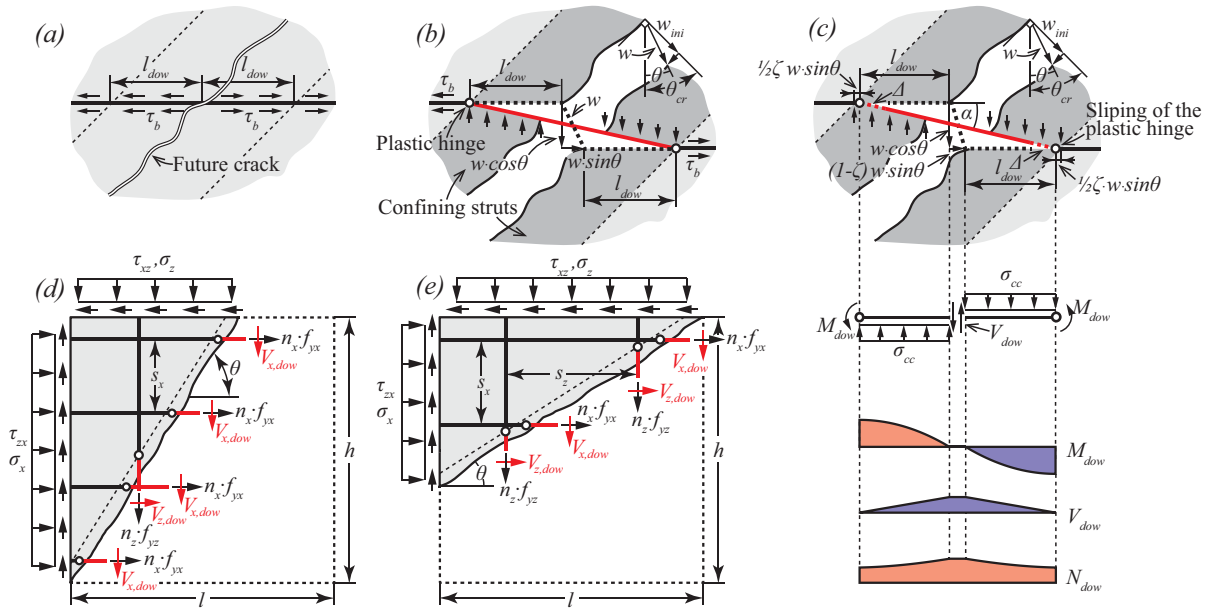 (a)
l_dow
l_dow
τ_b
τ_b
Future crack
(b)
w_ini
w
θ
θ_cr
l_dow
τ_b
w
Plastic hinge
w·cosθ
w·sinθ
τ_b
l_dow
Confining struts
(c)
w_ini
w
θ
θ_cr
½ζ w·sinθ
l_dow
Δ
α
Sliping of the
plastic hinge
w·cosθ
(1-ζ) w·sinθ
l_dow
Δ
½ζ·w·sinθ
σ_cc
M_dow
M_dow
V_dow
σ_cc
M_dow
V_dow
N_dow
(d)
τ_xz,σ_z
n_x·f_yx
V_x,dow
s_x
θ
τ_zx
σ_x
n_x·f_yx
V_x,dow
h
n_x·f_yx
V_z,dow
V_x,dow
n_z·f_yz
n_x·f_yx
V_x,dow
l
(e)
τ_xz,σ_z
n_x·f_yx
V_x,dow
s_x
s_z
τ_zx
σ_x
V_z,dow
n_z·f_yz
n_x·f_yx
V_x,dow
h
θ
V_z,dow
n_z·f_yz
l